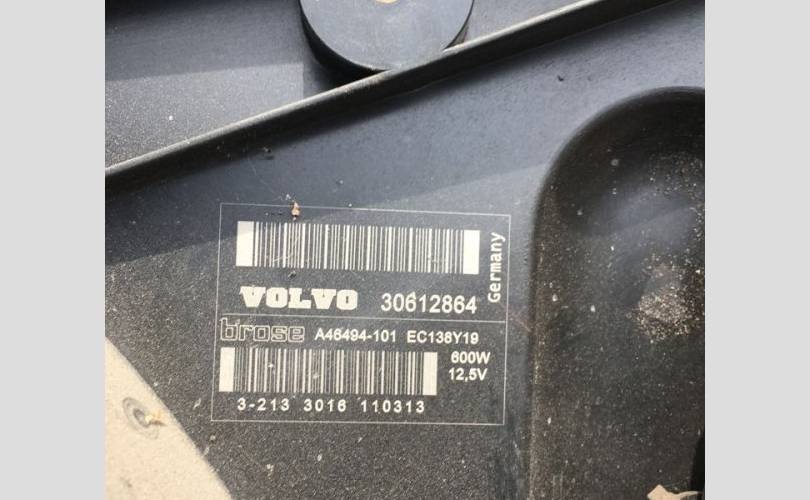 VOLVO 30612864
Germany
brose A46494-101 EC138Y19
600W
12,5V
3-213 3016 110313